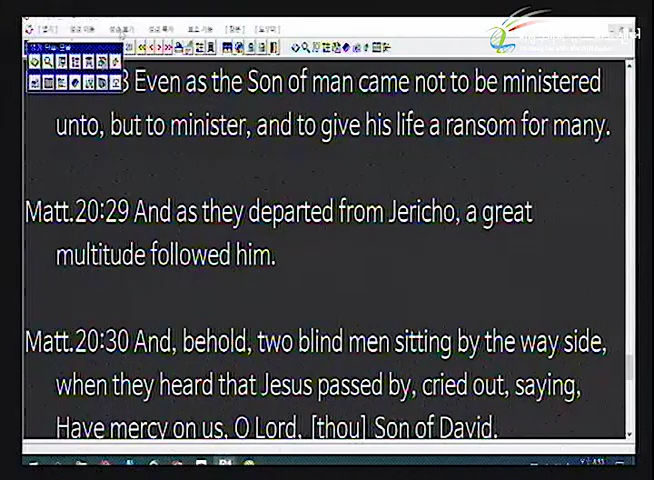 8 Even as the Son of man came not to be ministered
unto, but to minister, and to give his life a ransom for many.
Matt.20:29 And as they departed from Jericho, a great
multitude followed him.
Matt.20:30 And, behold, two blind men sitting by the way side,
when they heard that Jesus passed by, cried out, saying,
Have mercy on us, O Lord, [thou] Son of David.